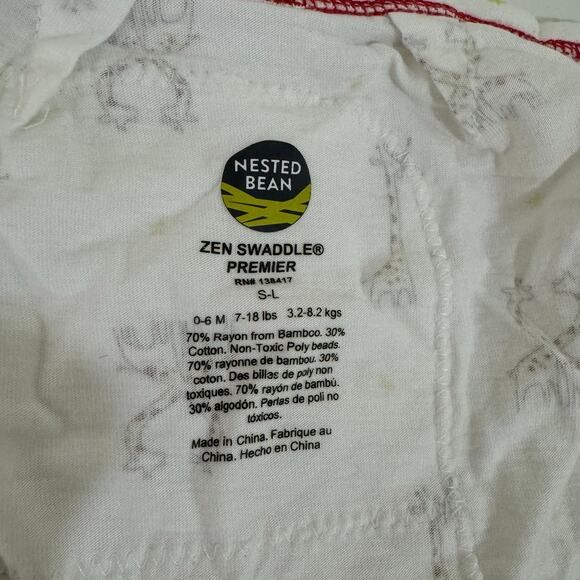 NESTED
BEAN
ZEN SWADDLE®
PREMIER
RN# 138417
S-L
0-6 M 7-18 lbs 3.2-8.2 kgs
70% Rayon from Bamboo. 30%
Cotton. Non-Toxic Poly beads.
70% rayonne de bambou. 30%
coton. Des billes de poly non
toxiques. 70% rayón de bambú.
30% algodón. Perlas de poli no
tóxicos.
Made in China. Fabrique au
China. Hecho en China